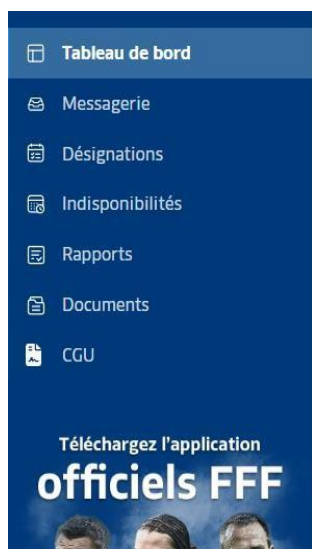 Tableau de bord
Messagerie
Désignations
Indisponibilités
Rapports
Documents
CGU
Téléchargez l'application
officiels FFF